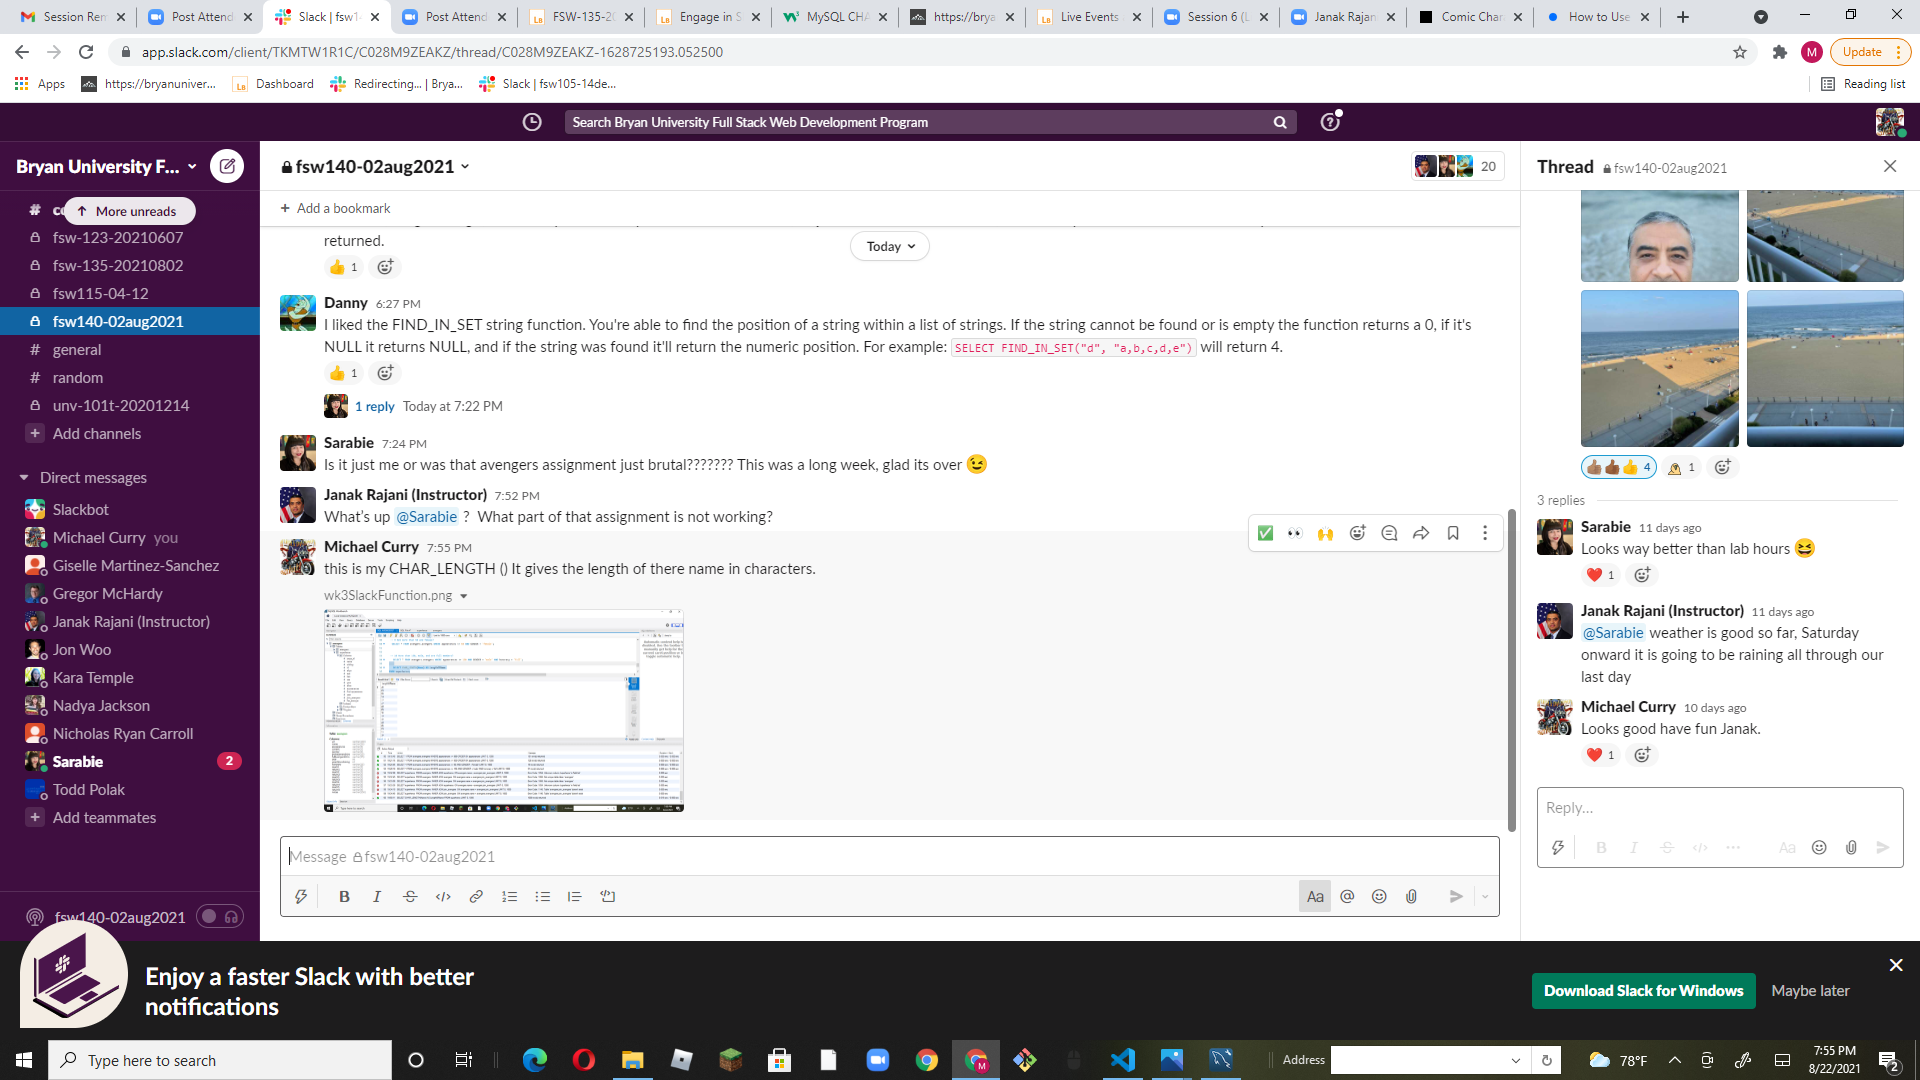 Session Rem
Post Attend
Slack | fsw1
Post Attend
FSW-135-20
Engage in S
MySQL CHA
https://brya
Live Events
Session 6 (L
Janak Rajan
Comic Char
How to Use
app.slack.com/client/TKMTW1R1C/C028M9ZEAKZ/thread/C028M9ZEAKZ-1628725193.052500
M
Update
Apps
https://bryanuniver...
Dashboard
Redirecting... | Brya...
Slack | fsw105-14de...
Reading list
Search Bryan University Full Stack Web Development Program
Bryan University F...
More unreads
# co
fsw-123-20210607
fsw-135-20210802
fsw115-04-12
fsw140-02aug2021
# general
# random
unv-101t-20201214
+ Add channels
Direct messages
Slackbot
Michael Curry you
Giselle Martinez-Sanchez
Gregor McHardy
Janak Rajani (Instructor)
Jon Woo
Kara Temple
Nadya Jackson
Nicholas Ryan Carroll
Sarabie 2
Todd Polak
+ Add teammates
fsw140-02aug2021
fsw140-02aug2021
20
+ Add a bookmark
Today
returned.
1
Danny 6:27 PM
I liked the FIND_IN_SET string function. You're able to find the position of a string within a list of strings. If the string cannot be found or is empty the function returns a 0, if it's
NULL it returns NULL, and if the string was found it'll return the numeric position. For example: SELECT FIND_IN_SET("d", "a,b,c,d,e") will return 4.
1
1 reply Today at 7:22 PM
Sarabie 7:24 PM
Is it just me or was that avengers assignment just brutal??????? This was a long week, glad its over
Janak Rajani (Instructor) 7:52 PM
What's up @Sarabie ? What part of that assignment is not working?
Michael Curry 7:55 PM
this is my CHAR_LENGTH () It gives the length of there name in characters.
wk3SlackFunction.png
Message fsw140-02aug2021
B I S </>
Aa @
Thread fsw140-02aug2021
4
1
3 replies
Sarabie 11 days ago
Looks way better than lab hours
1
Janak Rajani (Instructor) 11 days ago
@Sarabie weather is good so far, Saturday
onward it is going to be raining all through our
last day
Michael Curry 10 days ago
Looks good have fun Janak.
1
Reply...
B I S </> ... Aa
Enjoy a faster Slack with better
notifications
Download Slack for Windows
Maybe later
Type here to search
Address
78°F
7:55 PM
8/22/2021
2